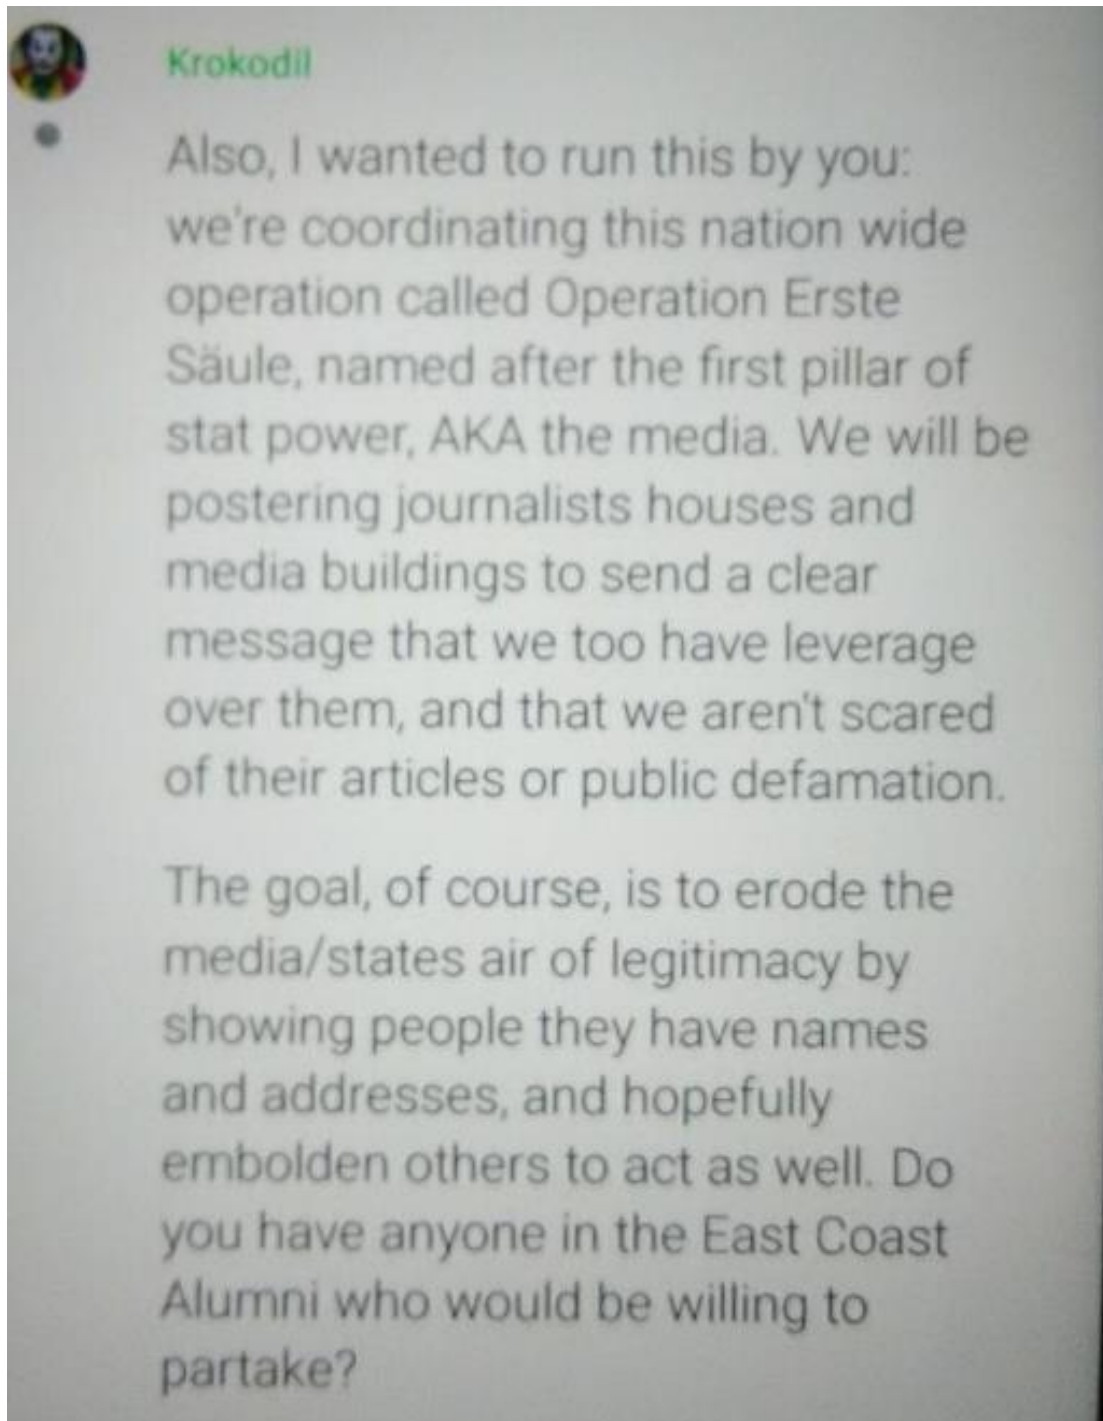 Krokodil
Also, I wanted to run this by you:
we're coordinating this nation wide
operation called Operation Erste
Säule, named after the first pillar of
stat power, AKA the media. We will be
postering journalists houses and
media buildings to send a clear
message that we too have leverage
over them, and that we aren't scared
of their articles or public defamation.
The goal, of course, is to erode the
media/states air of legitimacy by
showing people they have names
and addresses, and hopefully
embolden others to act as well. Do
you have anyone in the East Coast
Alumni who would be willing to
partake?